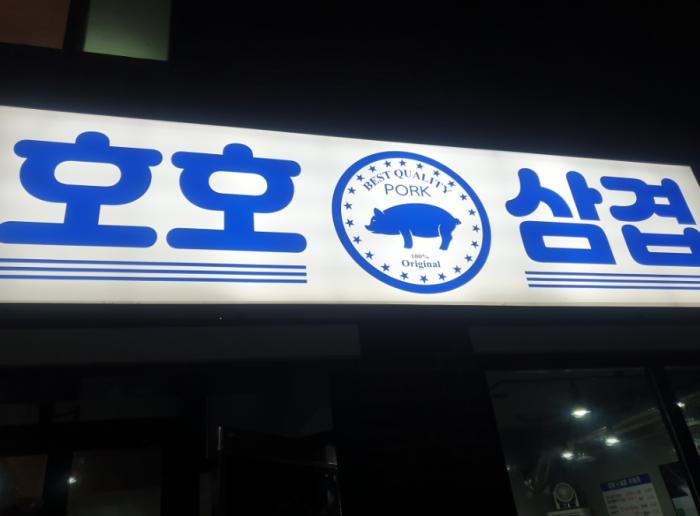 호호
BEST QUALITY
PORK
100%
Original
삼겹